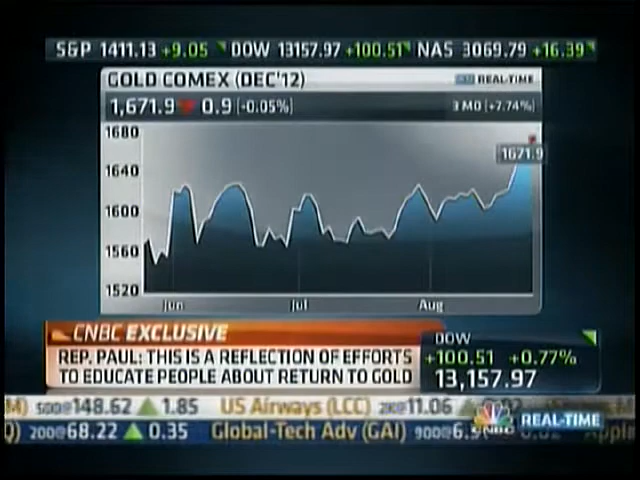 S&P 1411.13 +9.05 DOW 13157.97 +100.51 NAS 3069.79 +16.39
GOLD COMEX (DEC'12)
REAL-TIME
1,671.9 0.9 (-0.05%)
3 MO (+7.74%)
1680
1671.9
1640
1600
1560
1520
Jun Jul Aug
CNBC EXCLUSIVE
REP. PAUL: THIS IS A REFLECTION OF EFFORTS
TO EDUCATE PEOPLE ABOUT RETURN TO GOLD
DOW
+100.51 +0.77%
13,157.97
500@148.62 1.85 US Airways (LCC) 2K@11.06
200@68.22 0.35 Global-Tech Adv (GAI)
CNBC
REAL-TIME